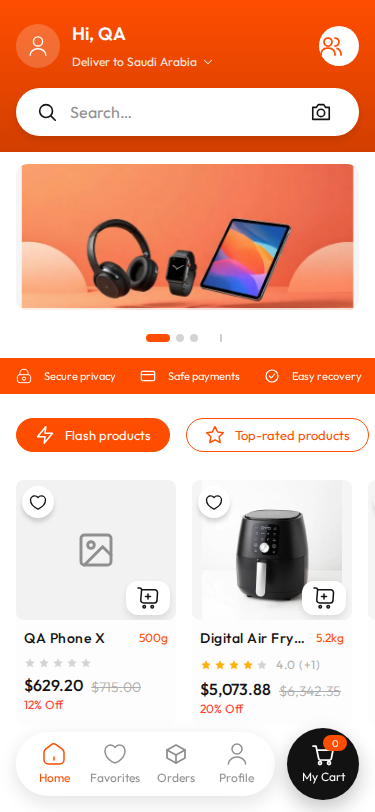 Hi, QA
Deliver to Saudi Arabia
Search...
Secure privacy
Safe payments
Easy recovery
Flash products
Top-rated products
QA Phone X 500g
$629.20 $715.00
12% Off
Digital Air Fry... 5.2kg
4.0 (+1)
$5,073.88 $6,342.35
20% Off
0
Home
Favorites
Orders
Profile
My Cart